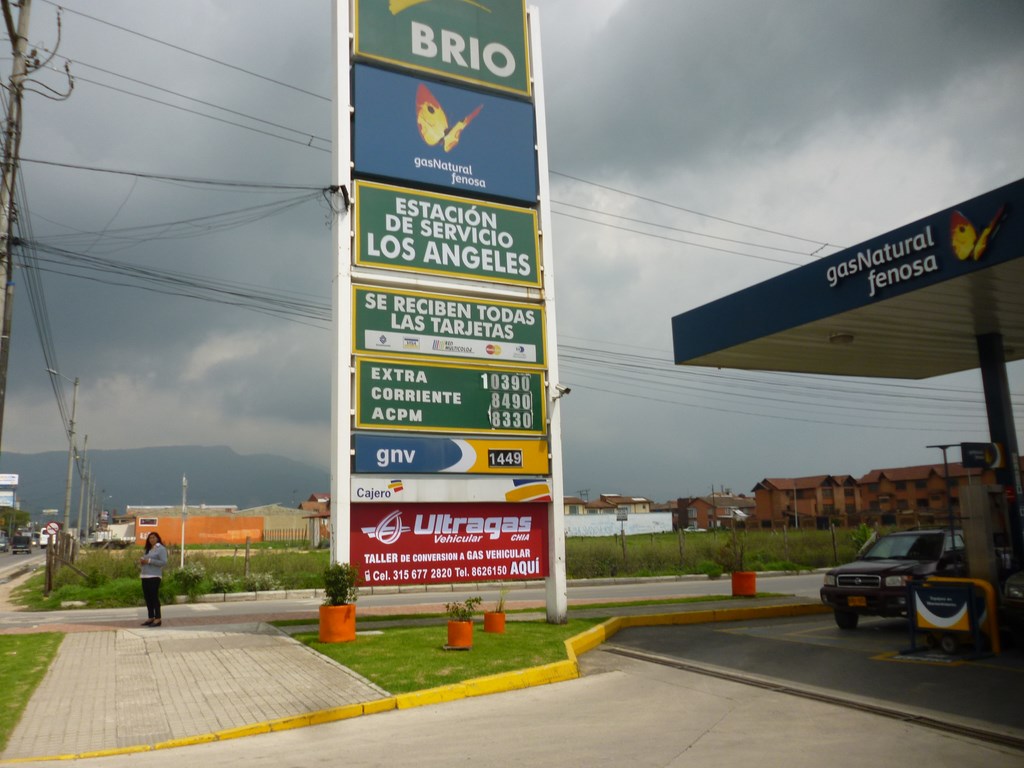 BRIO
gasNatural
fenosa
ESTACIÓN
DE SERVICIO
LOS ANGELES
SE RECIBEN TODAS
LAS TARJETAS
EXTRA 10390
CORRIENTE 8490
ACPM 8330
gnv 1449
Cajero
Ultragas
Vehicular CHIA
TALLER DE CONVERSION A GAS VEHICULAR
Cel. 315 677 2820 Tel. 8626150 AQUÍ
gasNatural
fenosa